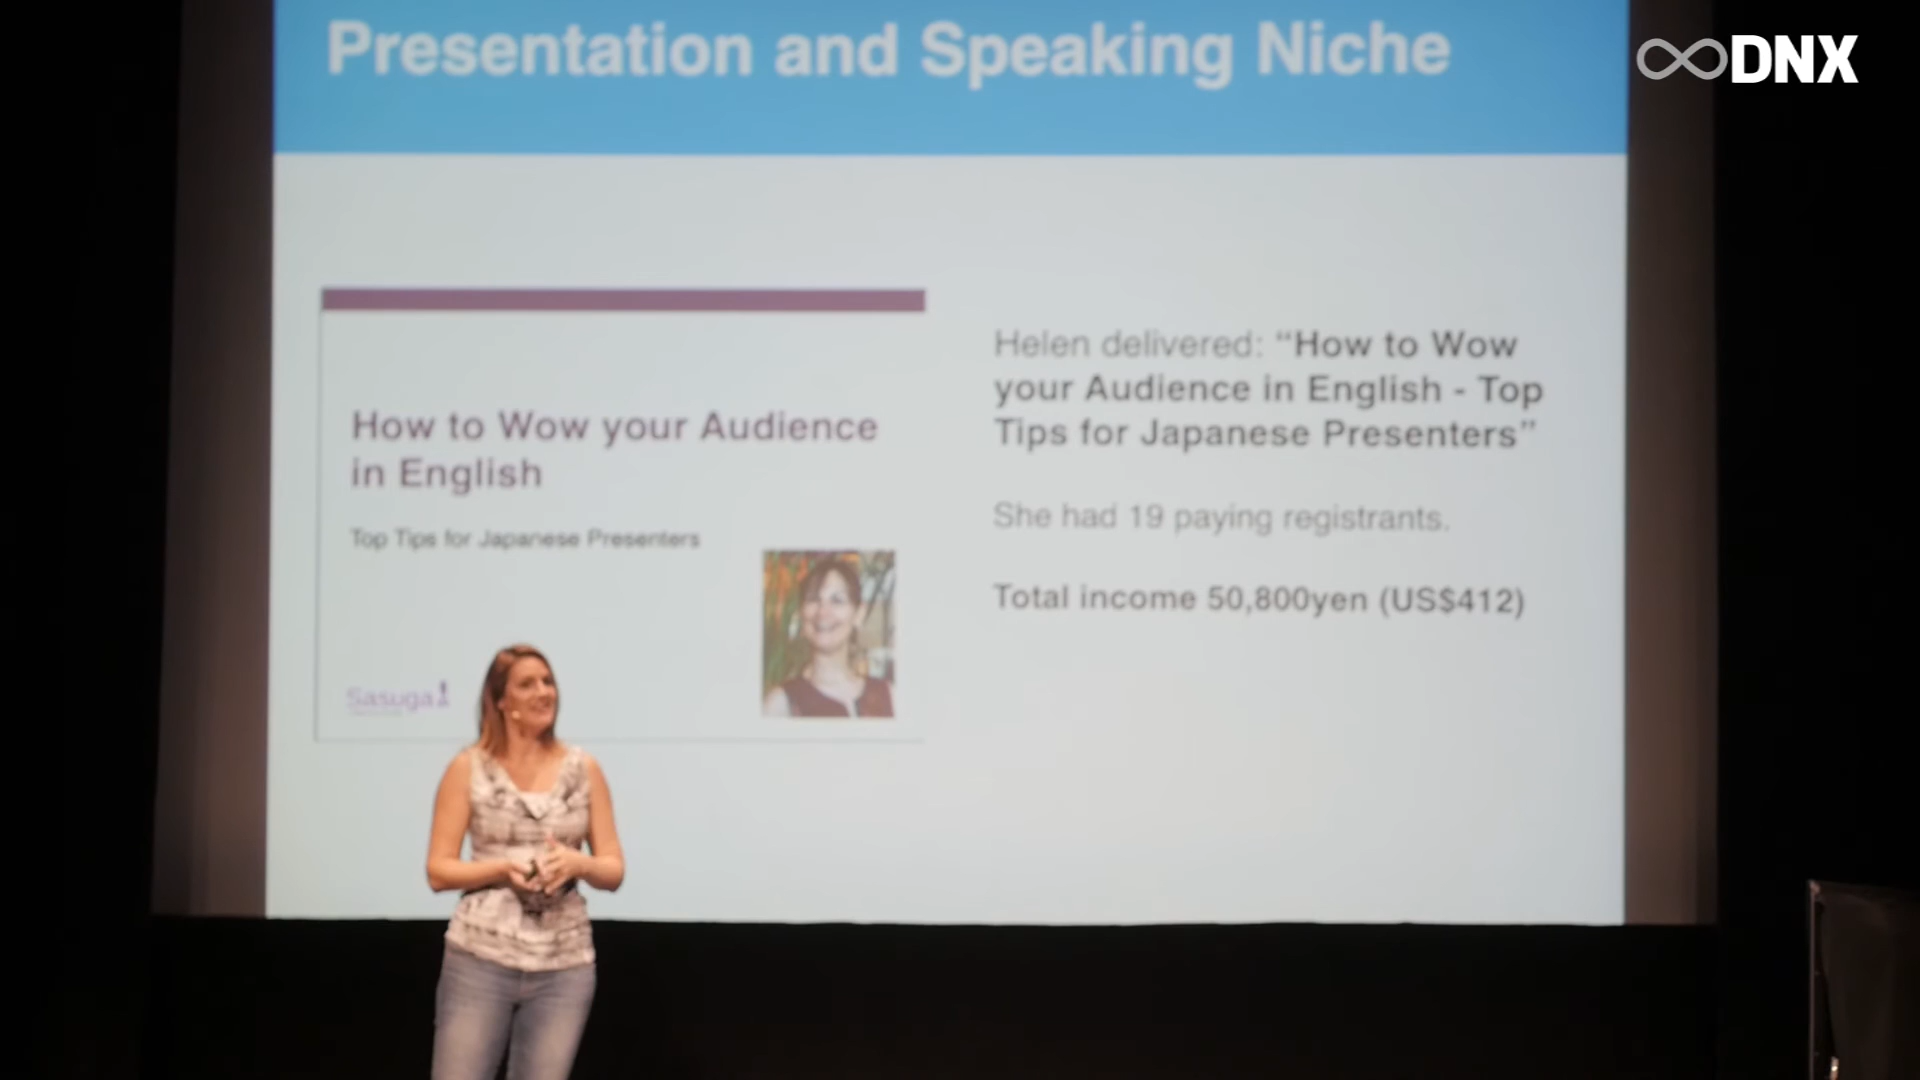 Presentation and Speaking Niche
DNX
How to Wow your Audience
in English
Top Tips for Japanese Presenters
Sasuga
Helen delivered: “How to Wow
your Audience in English - Top
Tips for Japanese Presenters”
She had 19 paying registrants.
Total income 50,800yen (US$412)